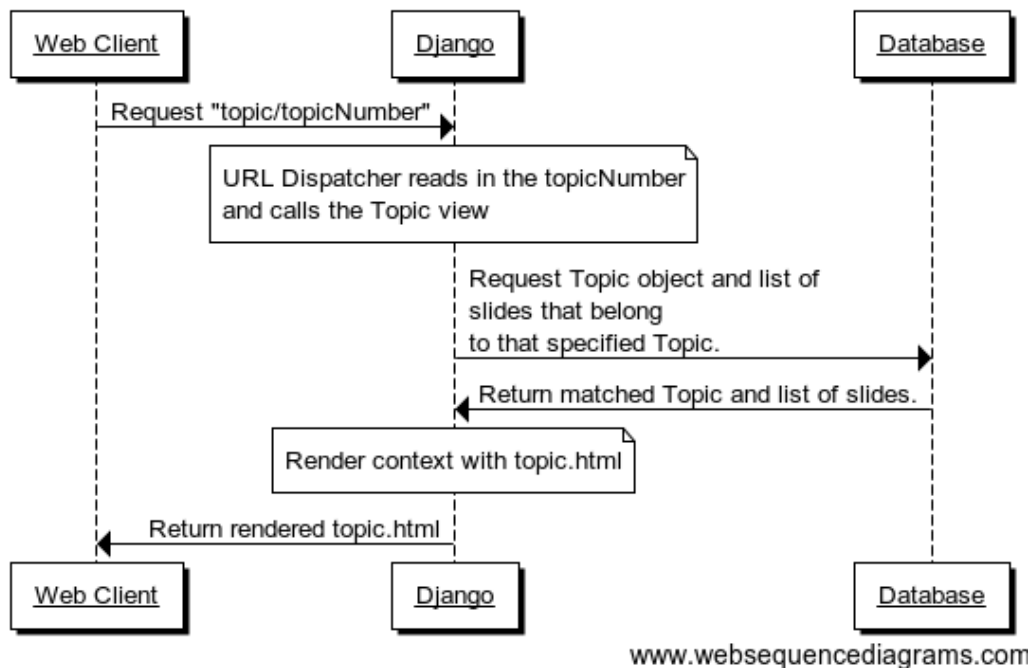 Web Client
Django
Database
Request "topic/topicNumber"
URL Dispatcher reads in the topicNumber
and calls the Topic view
Request Topic object and list of
slides that belong
to that specified Topic.
Return matched Topic and list of slides.
Render context with topic.html
Return rendered topic.html
Web Client
Django
Database
www.websequencediagrams.com